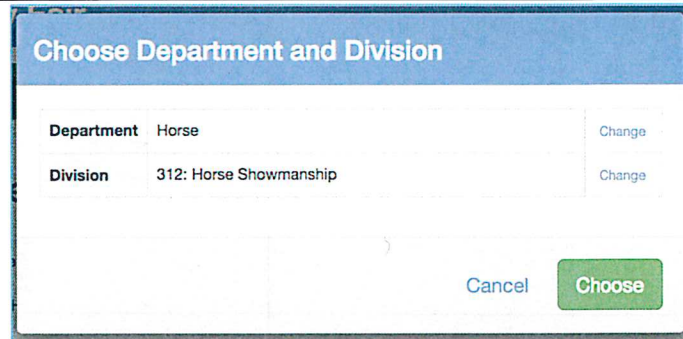 Choose Department and Division
Department Horse Change
Division 312: Horse Showmanship Change
Cancel Choose